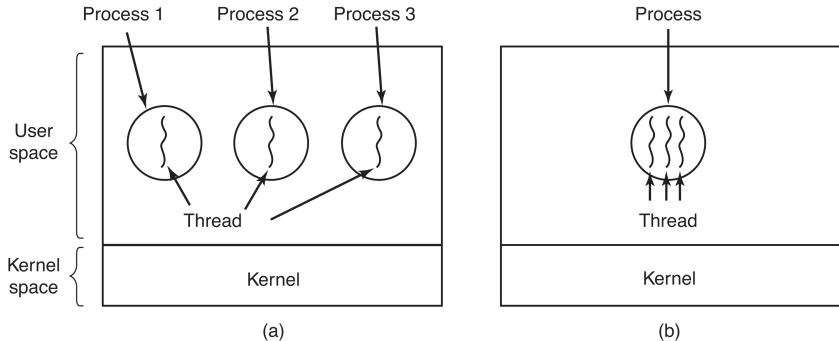 Process 1
Process 2
Process 3
Process
User
space
Thread
Thread
Kernel
space
Kernel
Kernel
(a)
(b)